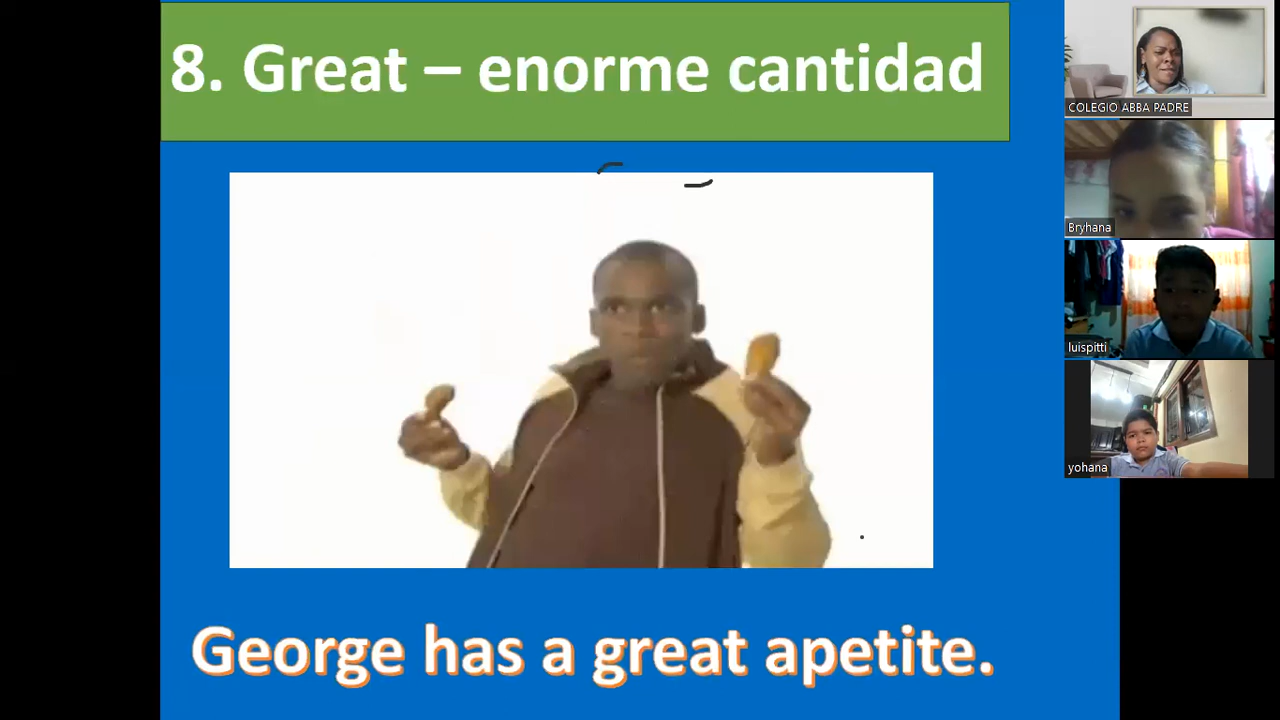 8. Great – enorme cantidad
George has a great apetite.
COLEGIO ABBA PADRE
Bryhana
luispitti
yohana